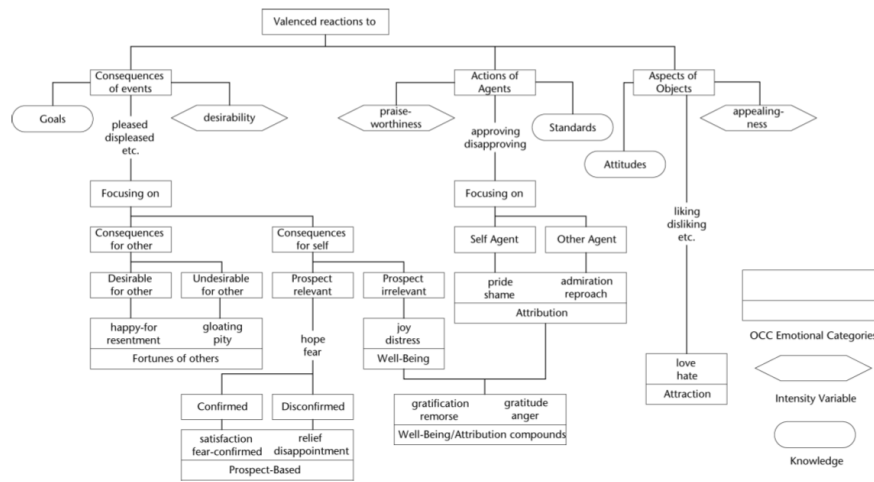 Valenced reactions to
Consequences
of events
Actions of
Agents
Aspects of
Objects
Goals
desirability
praise-
worthiness
Standards
appealing-
ness
pleased
displeased
etc.
approving
disapproving
Attitudes
Focusing on
Focusing on
liking
disliking
etc.
Consequences
for other
Consequences
for self
Self Agent
Other Agent
Desirable
for other
Undesirable
for other
Prospect
relevant
Prospect
irrelevant
pride
shame
admiration
reproach
Attribution
happy-for
resentment
gloating
pity
Fortunes of others
hope
fear
joy
distress
Well-Being
OCC Emotional Categories
love
hate
Attraction
Intensity Variable
Confirmed
Disconfirmed
gratification
remorse
gratitude
anger
Well-Being/Attribution compounds
satisfaction
fear-confirmed
relief
disappointment
Prospect-Based
Knowledge